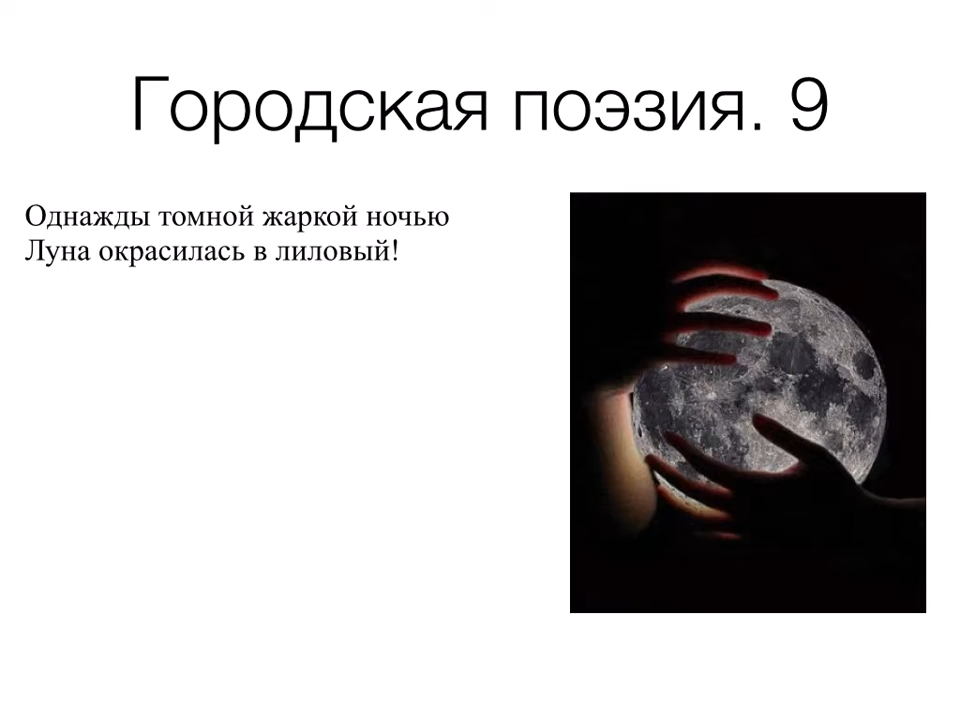 Городская поэзия. 9
Однажды томной жаркой ночью
Луна окрасилась в лиловый!